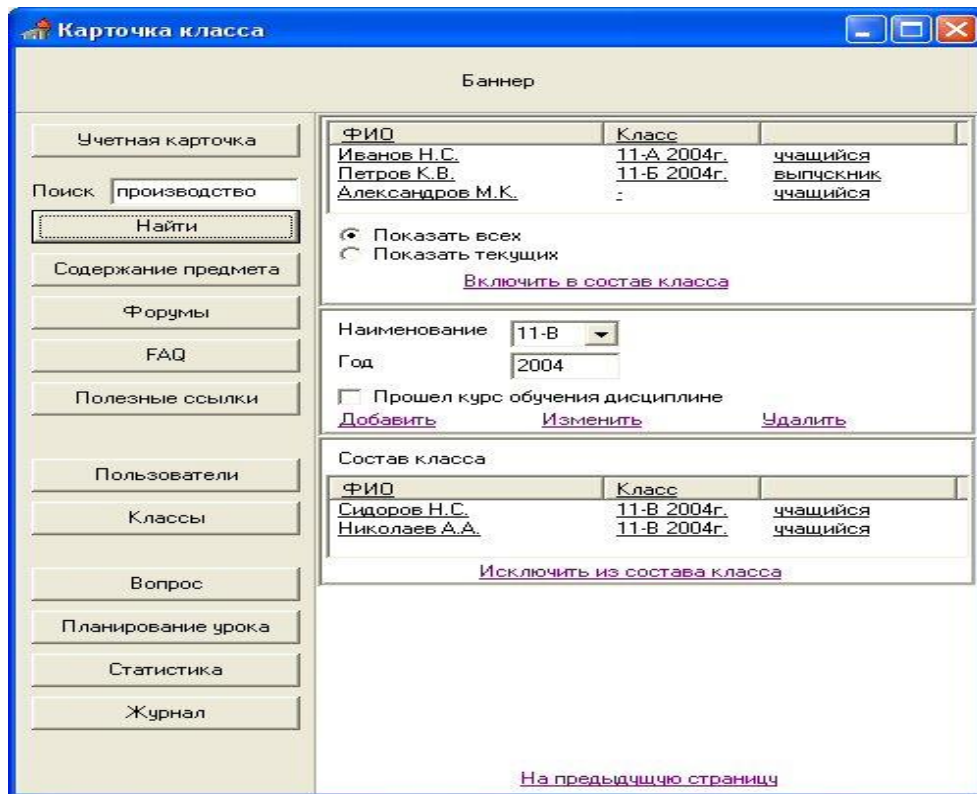 Карточка класса
Баннер
Учетная карточка
Поиск производство
Найти
Содержание предмета
Форумы
FAQ
Полезные ссылки
Пользователи
Классы
Вопрос
Планирование урока
Статистика
Журнал
ФИО Класс
Иванов Н.С. 11-А 2004г. учащийся
Петров К.В. 11-Б 2004г. выпускник
Александров М.К. - учащийся
Показать всех
Показать текущих
Включить в состав класса
Наименование 11-В
Год 2004
Прошел курс обучения дисциплине
Добавить Изменить Удалить
Состав класса
ФИО Класс
Сидоров Н.С. 11-В 2004г. учащийся
Николаев А.А. 11-В 2004г. учащийся
Исключить из состава класса
На предыдущую страницу